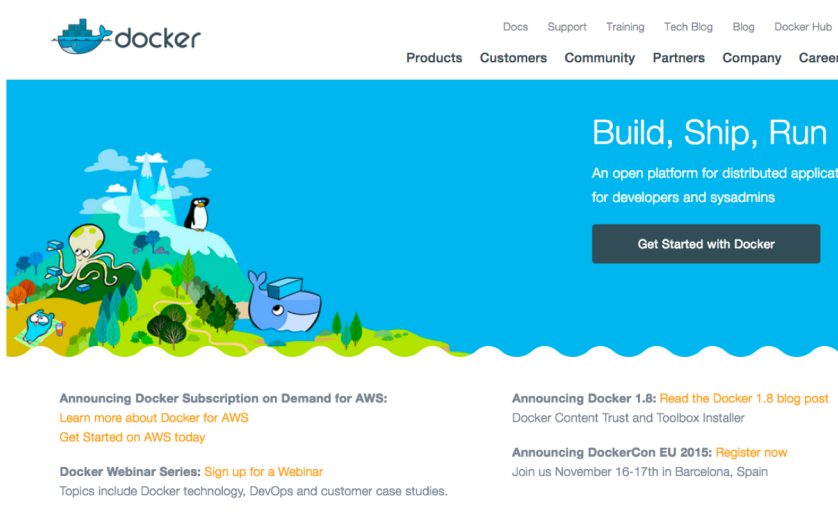 docker
Docs Support Training Tech Blog Blog Docker Hub
Products Customers Community Partners Company Career
Build, Ship, Run
An open platform for distributed applicat
for developers and sysadmins
Get Started with Docker
Announcing Docker Subscription on Demand for AWS:
Learn more about Docker for AWS
Get Started on AWS today
Docker Webinar Series: Sign up for a Webinar
Topics include Docker technology, DevOps and customer case studies.
Announcing Docker 1.8: Read the Docker 1.8 blog post
Docker Content Trust and Toolbox Installer
Announcing DockerCon EU 2015: Register now
Join us November 16-17th in Barcelona, Spain